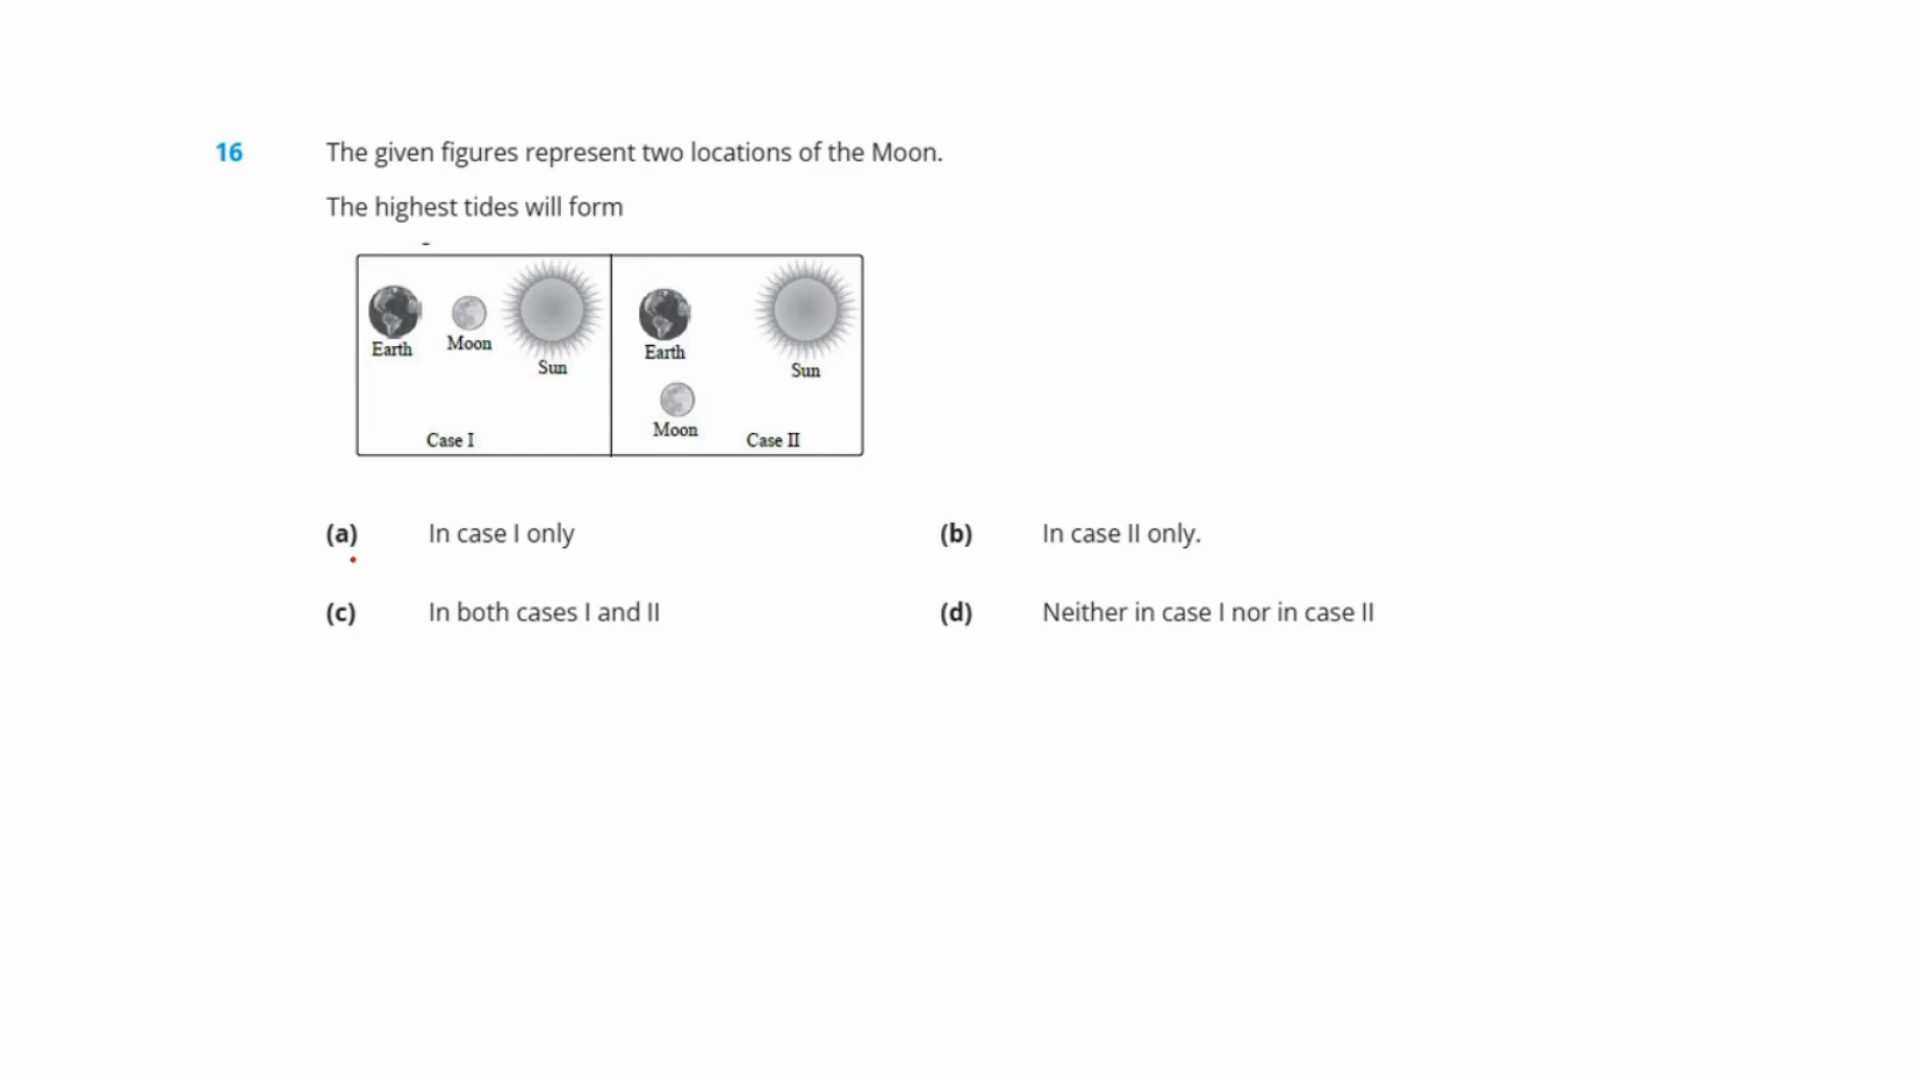 16 The given figures represent two locations of the Moon.
The highest tides will form
Earth Moon Sun
Case I
Earth Sun
Moon
Case II
(a) In case I only
(b) In case II only.
(c) In both cases I and II
(d) Neither in case I nor in case II